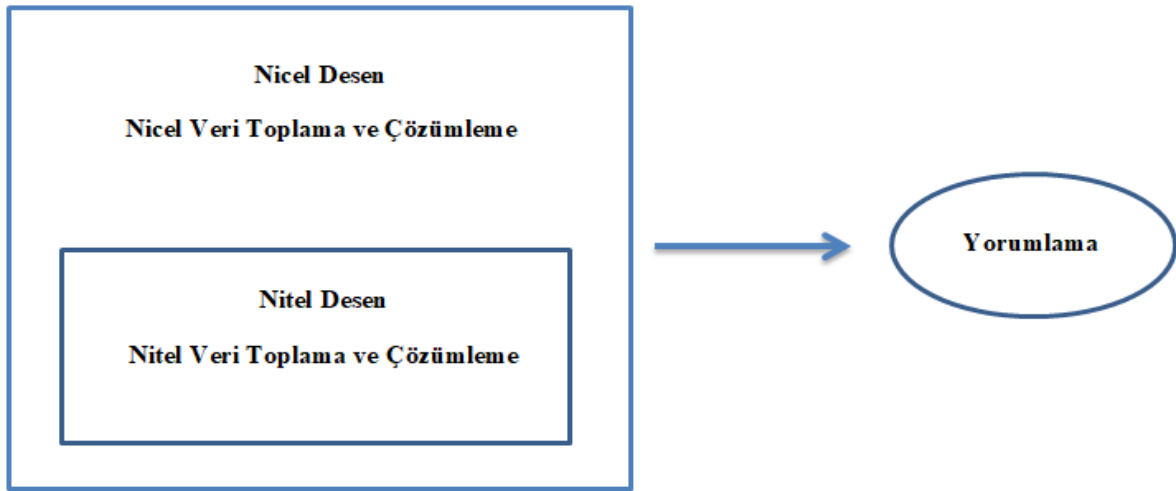 Nicel Desen
Nicel Veri Toplama ve Çözümleme
Nitel Desen
Nitel Veri Toplama ve Çözümleme
Yorumlama